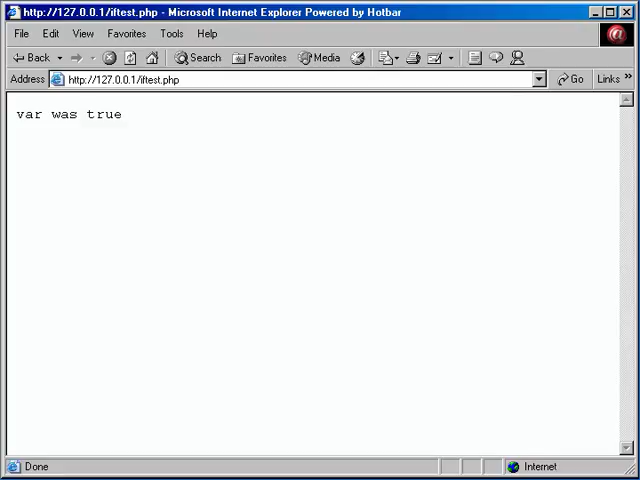 http://127.0.0.1/iftest.php - Microsoft Internet Explorer Powered by Hotbar
File Edit View Favorites Tools Help
Back Search Favorites Media
Address http://127.0.0.1/iftest.php Go Links »
var was true
Done Internet